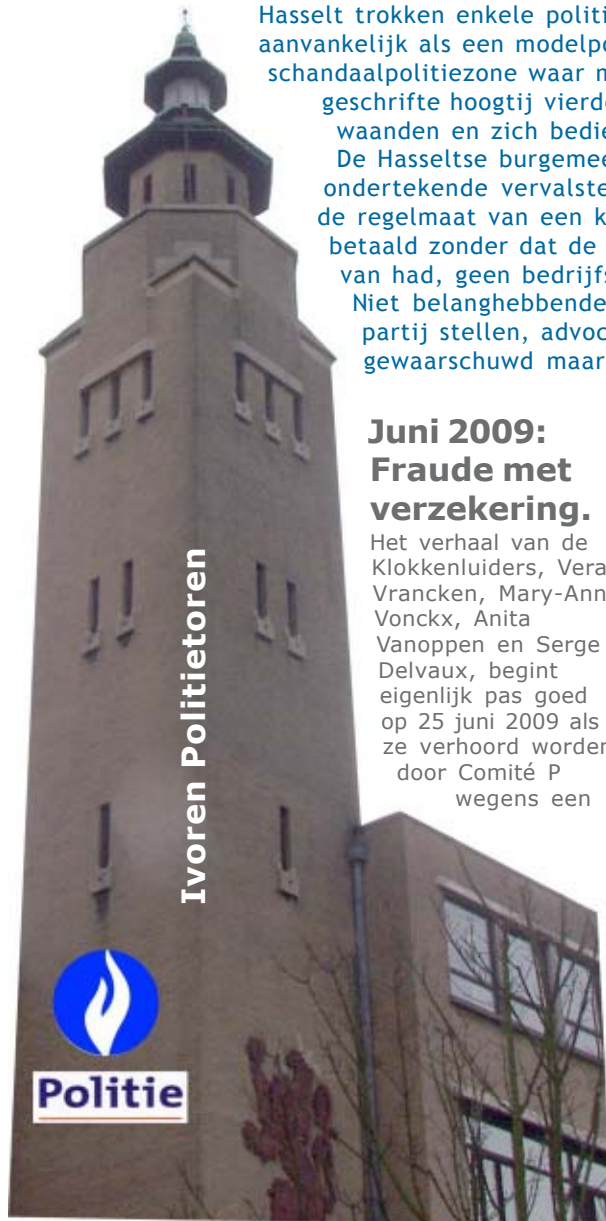 Hasselt trokken enkele politi
aanvankelijk als een modelpo
schandaalpolitiezone waar n
geschrifte hoogtij vierde
waanden en zich bedie
De Hasseltse burgemee
ondertekende vervalste
de regelmaat van een k
betaald zonder dat de
van had, geen bedrijfs
Niet belanghebbende
partij stellen, advoc
gewaarschuwd maar
Juni 2009:
Fraude met
verzekering.
Het verhaal van de
Klokkenluiders, Vera
Vrancken, Mary-Ann
Vonckx, Anita
Vanoppen en Serge
Delvaux, begint
eigenlijk pas goed
op 25 juni 2009 als
ze verhoord worden
door Comité P
wegens een
Ivoren Politietoren
Politie